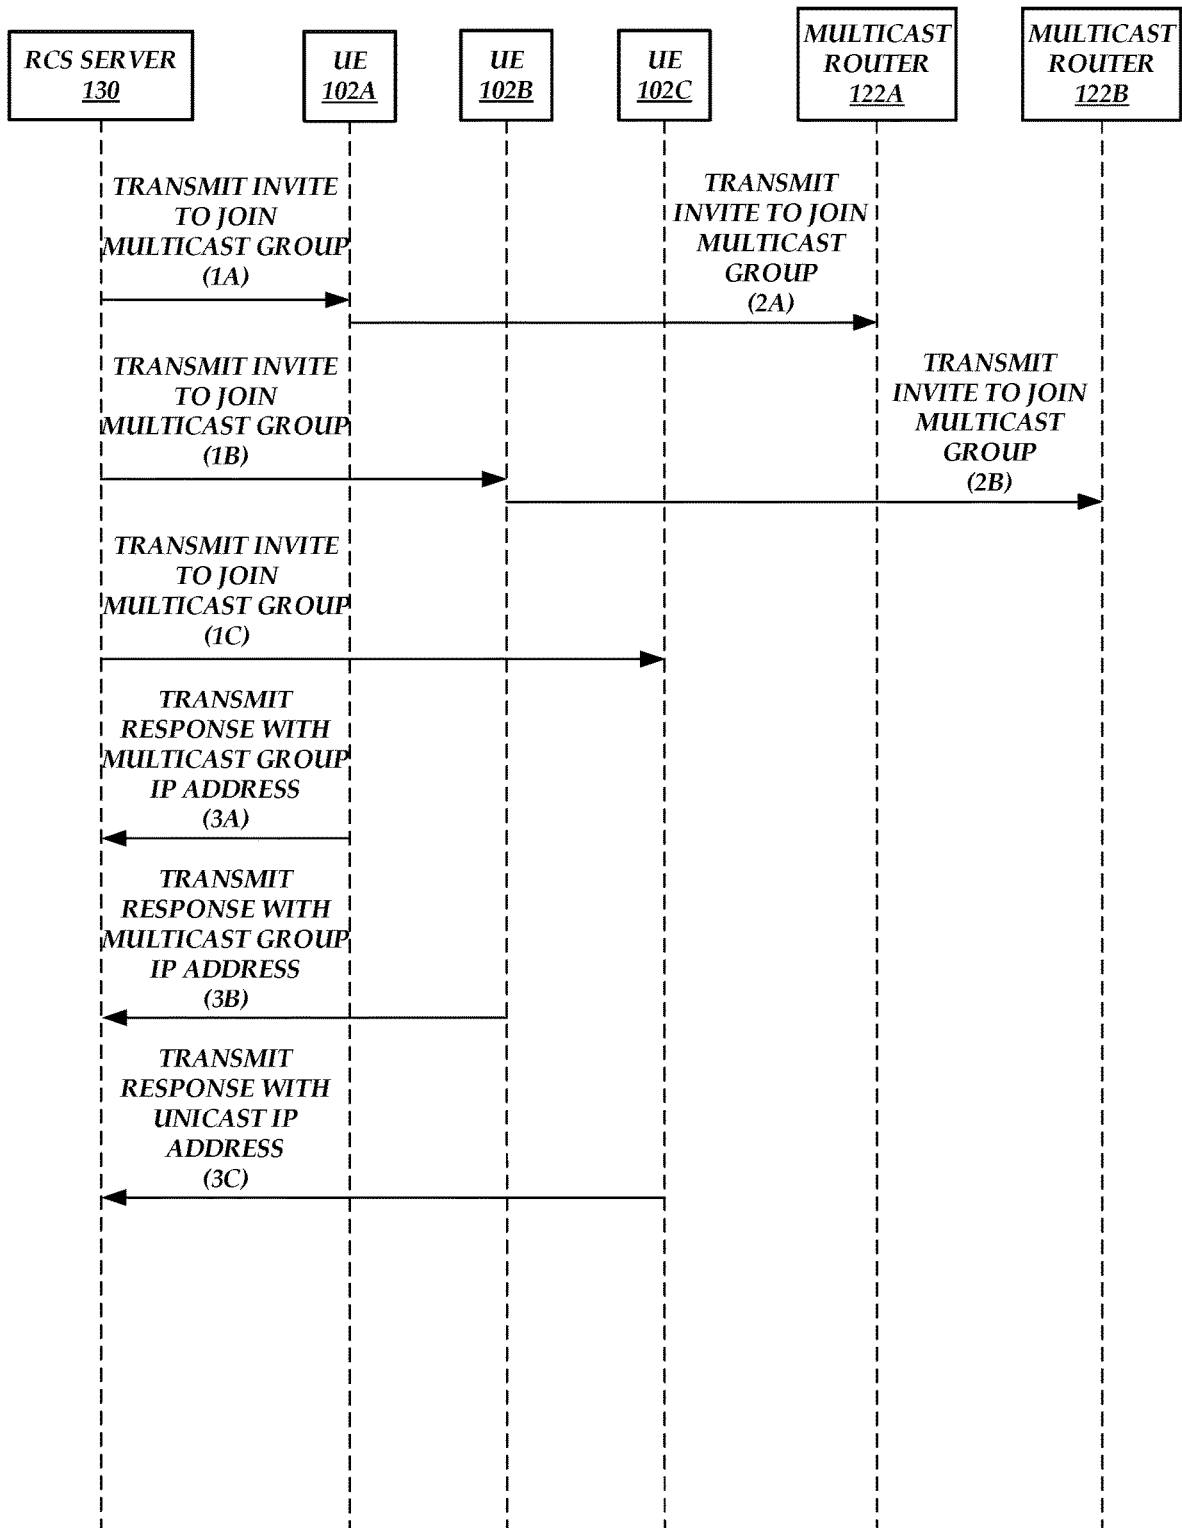 RCS SERVER
130
UE
102A
UE
102B
UE
102C
MULTICAST
ROUTER
122A
MULTICAST
ROUTER
122B
TRANSMIT INVITE
TO JOIN
MULTICAST GROUP
(1A)
TRANSMIT
INVITE TO JOIN
MULTICAST
GROUP
(2A)
TRANSMIT INVITE
TO JOIN
MULTICAST GROUP
(1B)
TRANSMIT
INVITE TO JOIN
MULTICAST
GROUP
(2B)
TRANSMIT INVITE
TO JOIN
MULTICAST GROUP
(1C)
TRANSMIT
RESPONSE WITH
MULTICAST GROUP
IP ADDRESS
(3A)
TRANSMIT
RESPONSE WITH
MULTICAST GROUP
IP ADDRESS
(3B)
TRANSMIT
RESPONSE WITH
UNICAST IP
ADDRESS
(3C)